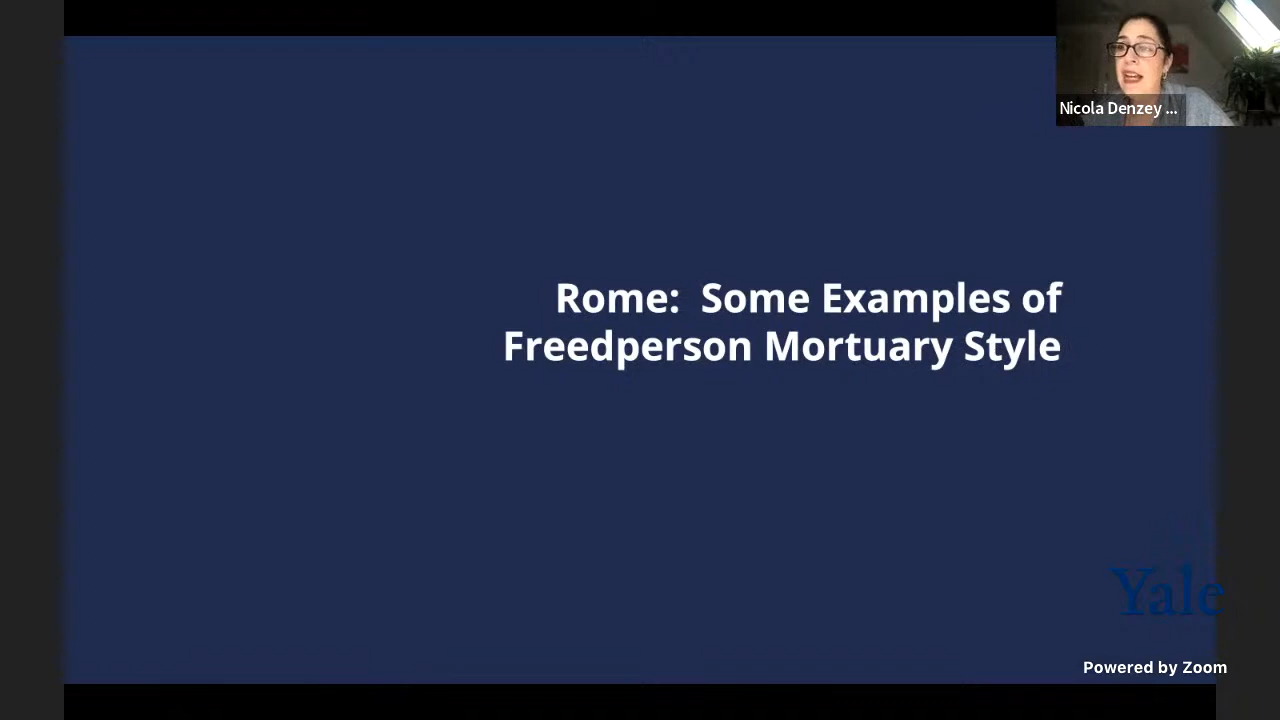 Nicola Denzey ...
Rome:  Some Examples of
Freedperson Mortuary Style
Yale
Powered by Zoom